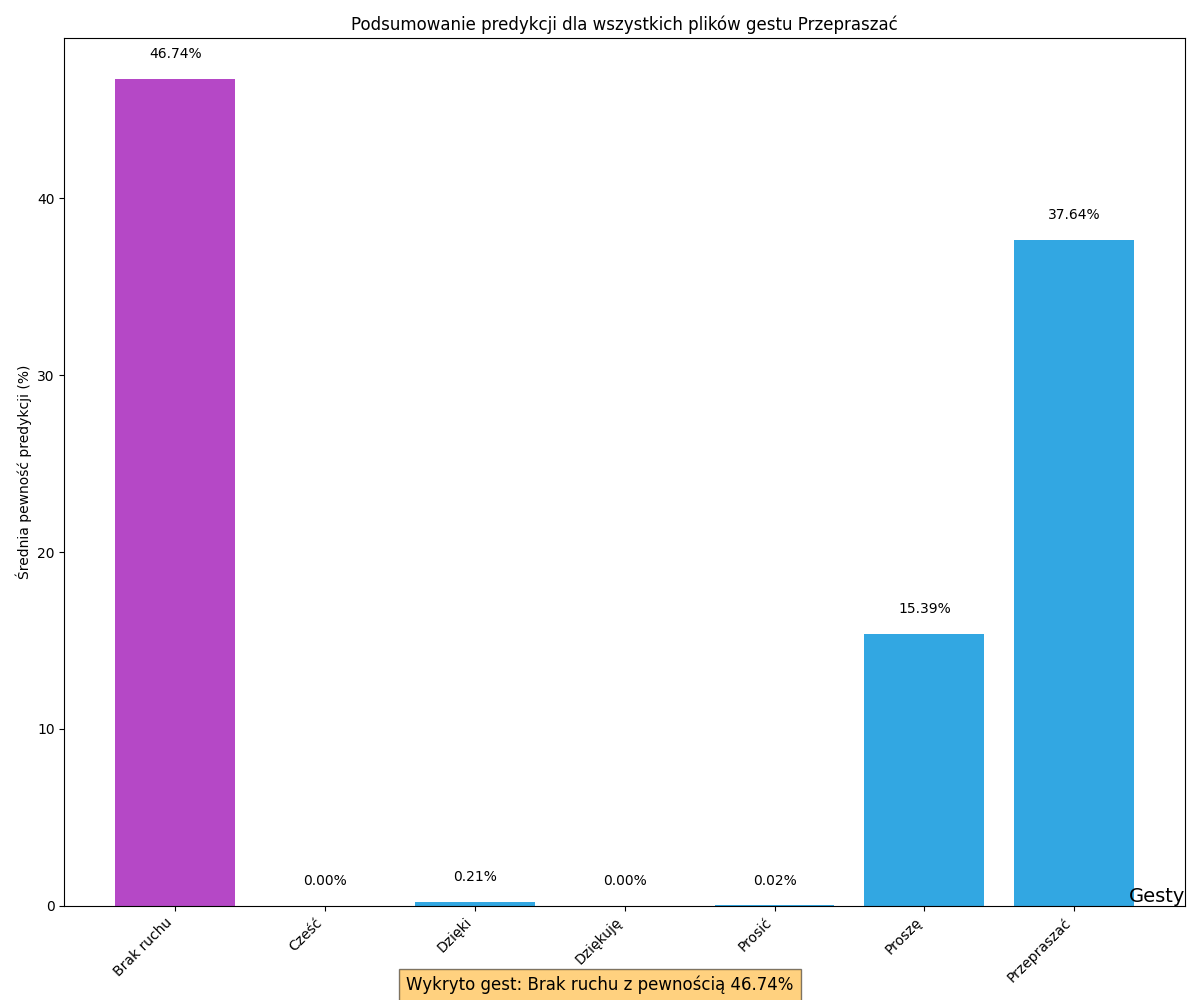 Podsumowanie predykcji dla wszystkich plików gestu Przepraszać
46.74%
37.64%
15.39%
0.00%
0.21%
0.00%
0.02%
Średnia pewność predykcji (%)
40
30
20
10
0
Gesty
Brak ruchu
Cześć
Dzięki
Dziękuję
Prosić
Proszę
Przepraszać
Wykryto gest: Brak ruchu z pewnością 46.74%